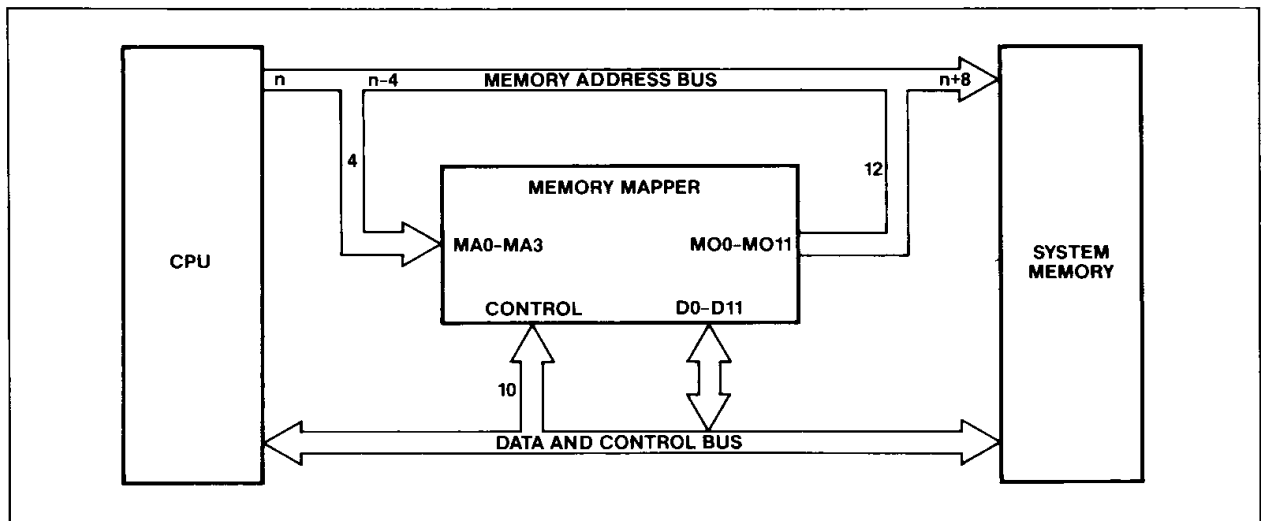 n
n-4
MEMORY ADDRESS BUS
n+8
4
12
MEMORY MAPPER
MA0-MA3
MO0-MO11
CPU
SYSTEM
MEMORY
CONTROL
D0-D11
10
DATA AND CONTROL BUS